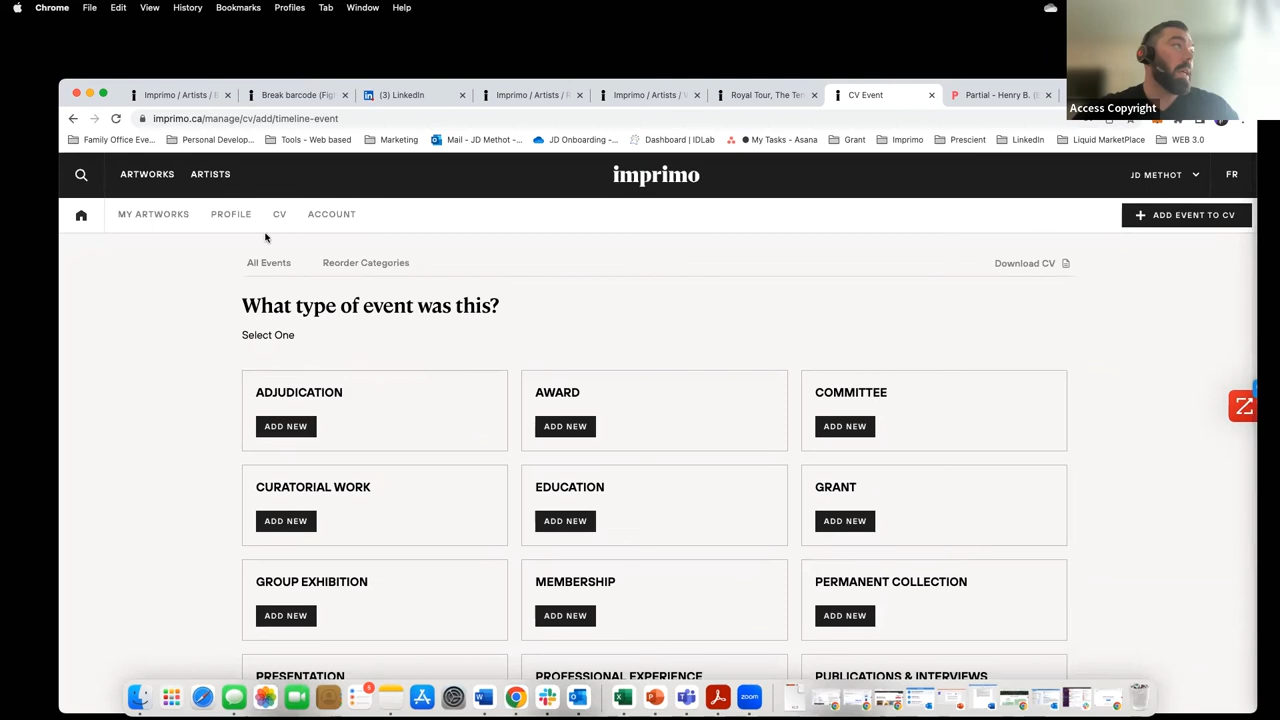 Chrome File Edit View History Bookmarks Profiles Tab Window Help
Access Copyright
Imprimo / Artists / E
Break barcode (Fig
(3) LinkedIn
Imprimo / Artists / F
Imprimo / Artists / V
Royal Tour, The Ten
CV Event
Partial - Henry B. (E
imprimo.ca/manage/cv/add/timeline-event
Family Office Eve...
Personal Develop...
Tools - Web based
Marketing
Mail - JD Methot -...
JD Onboarding -...
Dashboard | IDLab
My Tasks - Asana
Grant
Imprimo
Prescient
LinkedIn
Liquid MarketPlace
WEB 3.0
ARTWORKS ARTISTS
imprimo
JD METHOT
FR
MY ARTWORKS PROFILE CV ACCOUNT
+ ADD EVENT TO CV
All Events Reorder Categories
Download CV
What type of event was this?
Select One
ADJUDICATION
ADD NEW
AWARD
ADD NEW
COMMITTEE
ADD NEW
CURATORIAL WORK
ADD NEW
EDUCATION
ADD NEW
GRANT
ADD NEW
GROUP EXHIBITION
ADD NEW
MEMBERSHIP
ADD NEW
PERMANENT COLLECTION
ADD NEW
PRESENTATION
PROFESSIONAL EXPERIENCE
PUBLICATIONS & INTERVIEWS
zoom